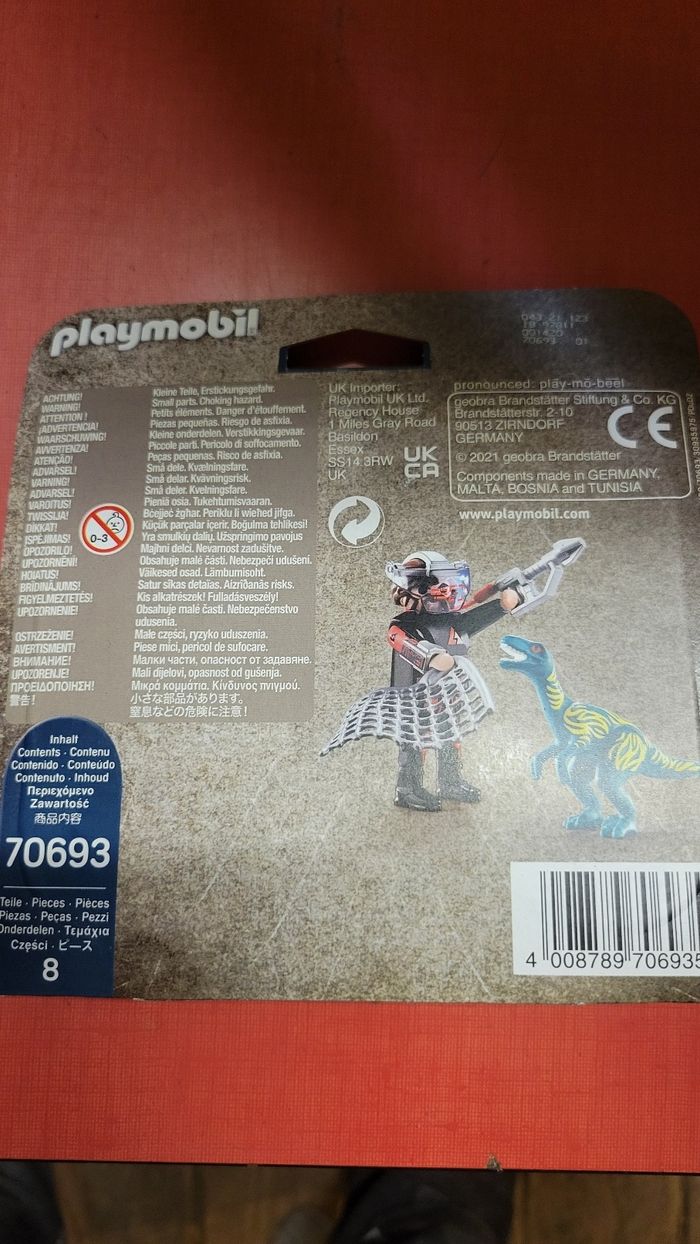 playmobil
70693 01
ACHTUNG! Kleine Teile, Erstickungsgefahr.
WARNING! Small parts. Choking hazard.
ATTENTION ! Petits éléments. Danger d'étouffement.
ADVERTENCIA! Piezas pequeñas. Riesgo de asfixia.
WAARSCHUWING! Kleine onderdelen. Verstikkingsgevaar.
AVVERTENZA! Piccole parti. Pericolo di soffocamento.
ATENÇÃO! Peças pequenas. Risco de asfixia.
ADVARSEL! Små dele. Kvælningsfare.
VARNING! Små delar. Kvävningsrisk.
ADVARSEL! Små deler. Kvelningsfare.
VAROITUS! Pieniä osia. Tukehtumisvaaran.
TWISSIJA! Bċejjeċ żgħar. Periklu li wieħed jifga.
DIKKAT! Küçük parçalar içerir. Boğulma tehlikesi!
ĮSPĖJIMAS! Yra smulkių dalių. Užspringimo pavojus
OPOZORILO! Majhni delci. Nevarnost zadušitve.
UPOZORNĚNÍ! Obsahuje malé části. Nebezpečí udušení.
HOIATUS! Väikesed osad. Lämbumisoht.
BRĪDINĀJUMS! Satur sīkas detaļas. Aizrīšanās risks.
FIGYELMEZTETÉS! Kis alkatrészek! Fulladásveszély!
UPOZORNENIE! Obsahuje malé časti. Nebezpečenstvo
udusenia.
OSTRZEŻENIE! Małe części, ryzyko uduszenia.
AVERTISMENT! Piese mici, pericol de sufocare.
ВНИМАНИЕ! Малки части, опасност от задавяне.
UPOZORENJE! Mali dijelovi, opasnost od gušenja.
ΠΡΟΕΙΔΟΠΟΙΗΣΗ! Μικρά κομμάτια. Κίνδυνος πνιγμού.
警告! 小さな部品があります。
窒息などの危険に注意!
0-3
UK Importer:
Playmobil UK Ltd.
Regency House
1 Miles Gray Road
Basildon
Essex
SS14 3RW
UK
UK
CA
pronounced: play-mō-beel
geobra Brandstätter Stiftung & Co. KG
Brandstätterstr. 2-10
90513 ZIRNDORF
GERMANY
CE
© 2021 geobra Brandstätter
Components made in GERMANY,
MALTA, BOSNIA and TUNISIA
www.playmobil.com
Inhalt
Contents · Contenu
Contenido · Conteúdo
Contenuto · Inhoud
Περιεχόμενο
Zawartość
商品内容
70693
Teile · Pieces · Pièces
Piezas · Peças · Pezzi
Onderdelen · Τεμάχια
Części · ピース
8
4 008789 706935